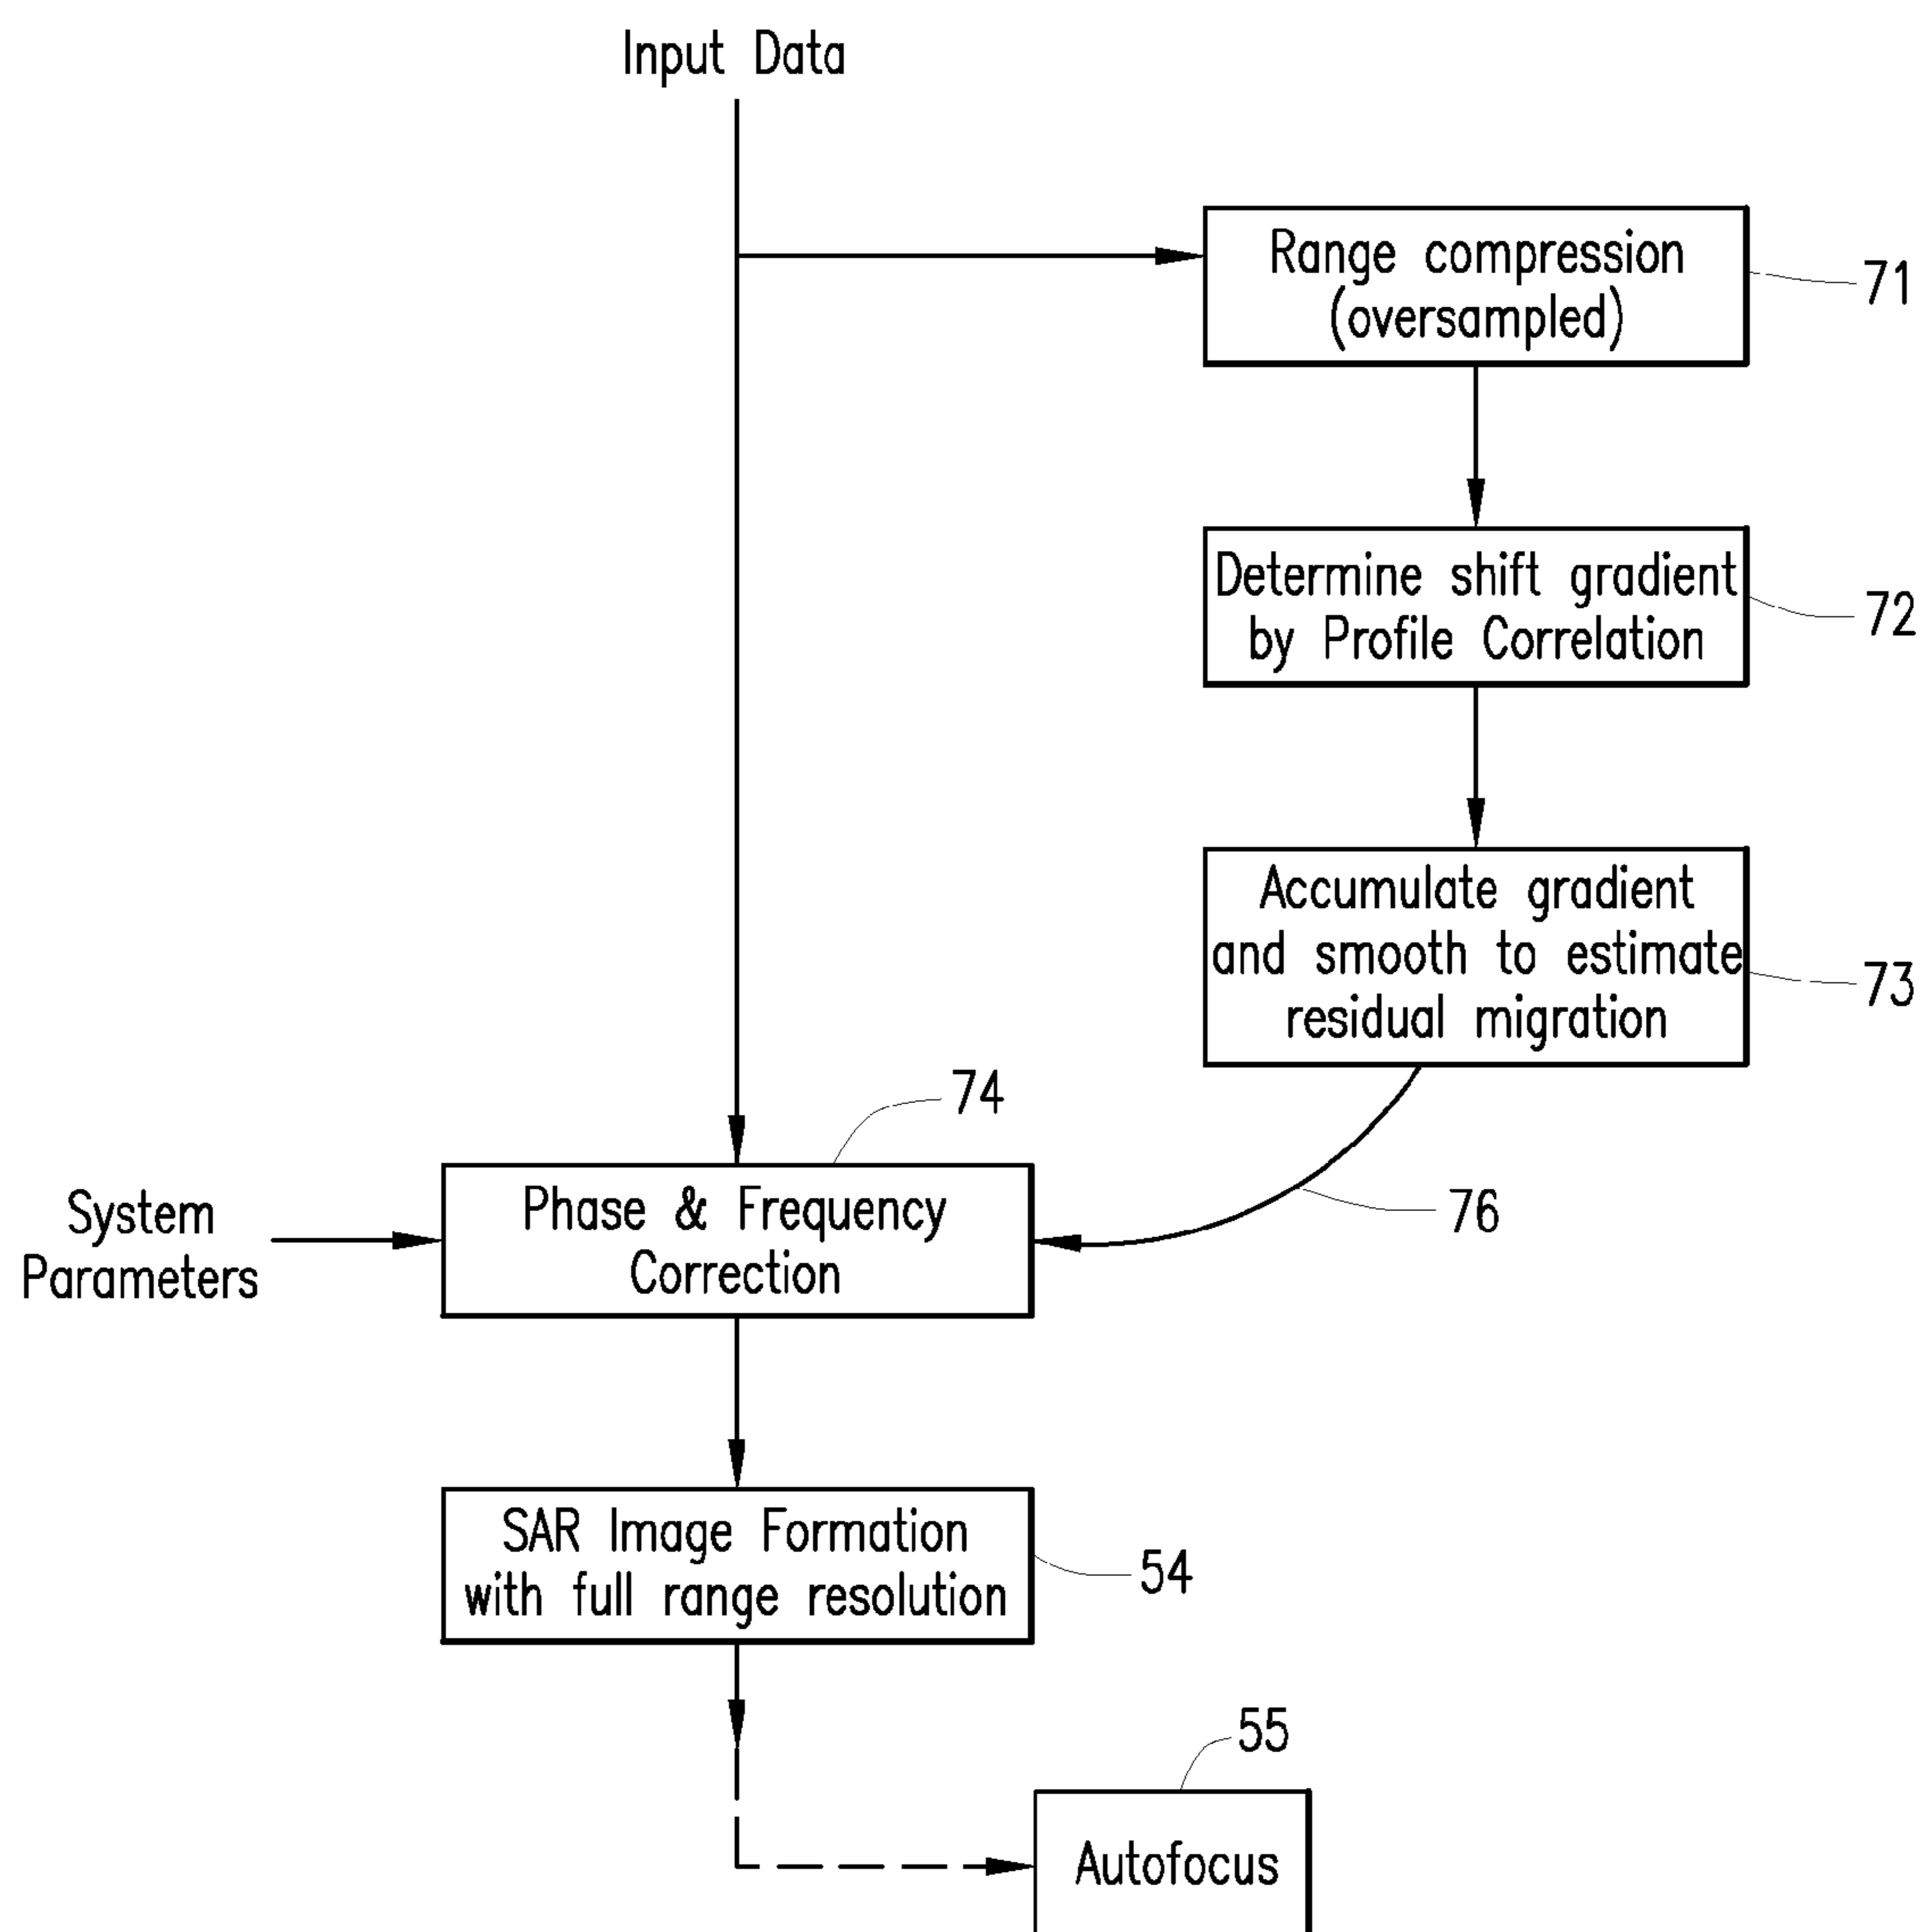 Input Data
Range compression
(oversampled)
71
Determine shift gradient
by Profile Correlation
72
Accumulate gradient
and smooth to estimate
residual migration
73
74
System
Parameters
Phase & Frequency
Correction
76
SAR Image Formation
with full range resolution
54
55
Autofocus